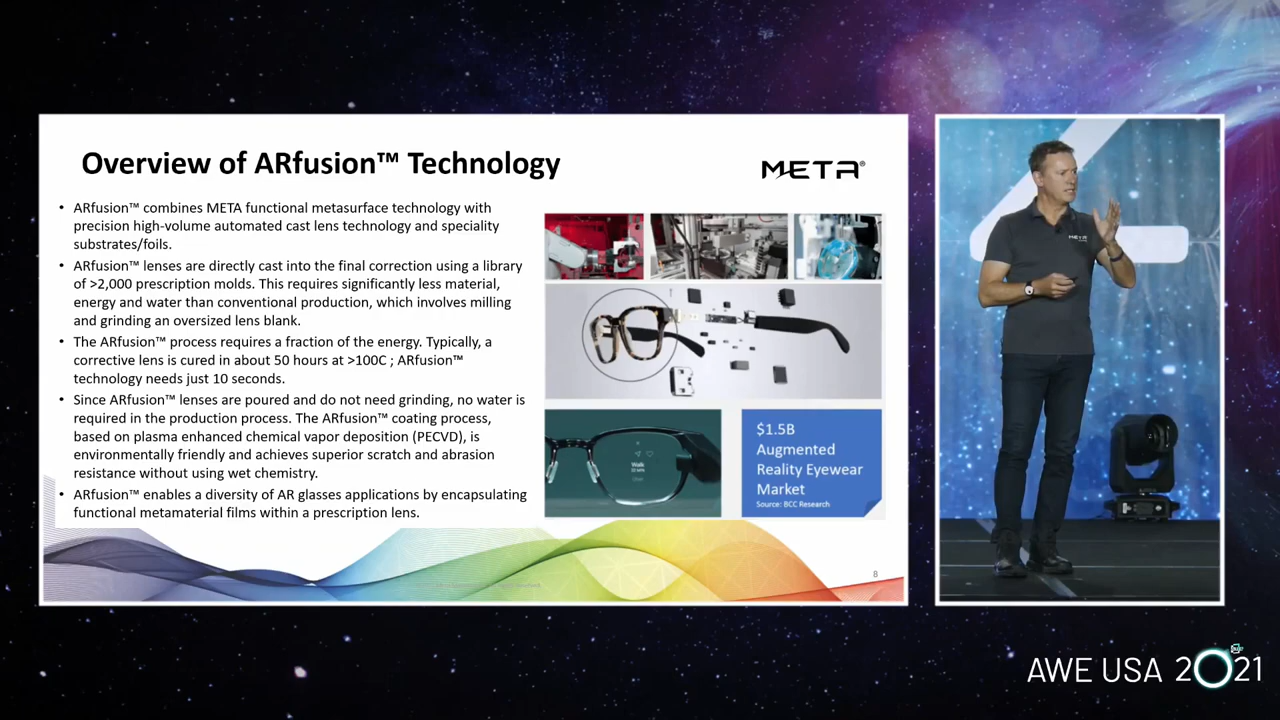 Overview of ARfusion™ Technology
META®
• ARfusion™ combines META functional metasurface technology with
precision high-volume automated cast lens technology and speciality
substrates/foils.
• ARfusion™ lenses are directly cast into the final correction using a library
of >2,000 prescription molds. This requires significantly less material,
energy and water than conventional production, which involves milling
and grinding an oversized lens blank.
• The ARfusion™ process requires a fraction of the energy. Typically, a
corrective lens is cured in about 50 hours at >100C ; ARfusion™
technology needs just 10 seconds.
• Since ARfusion™ lenses are poured and do not need grinding, no water is
required in the production process. The ARfusion™ coating process,
based on plasma enhanced chemical vapor deposition (PECVD), is
environmentally friendly and achieves superior scratch and abrasion
resistance without using wet chemistry.
• ARfusion™ enables a diversity of AR glasses applications by encapsulating
functional metamaterial films within a prescription lens.
Walk
$1.5B
Augmented
Reality Eyewear
Market
Source: BCC Research
8
META
AWE USA 2021